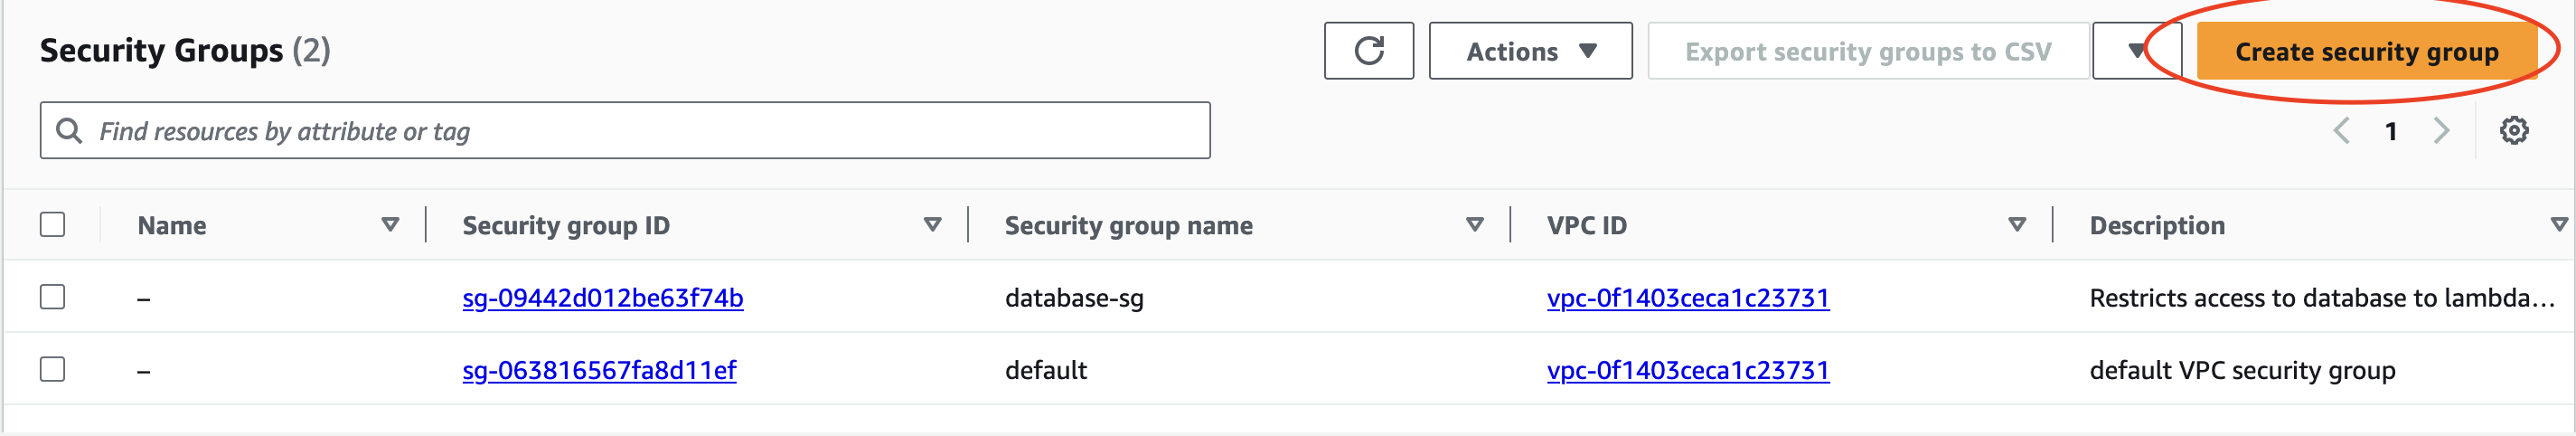 Security Groups (2)
Actions
Export security groups to CSV
Create security group
Find resources by attribute or tag
1
Name Security group ID Security group name VPC ID Description
– sg-09442d012be63f74b database-sg vpc-0f1403ceca1c23731 Restricts access to database to lambda...
– sg-063816567fa8d11ef default vpc-0f1403ceca1c23731 default VPC security group